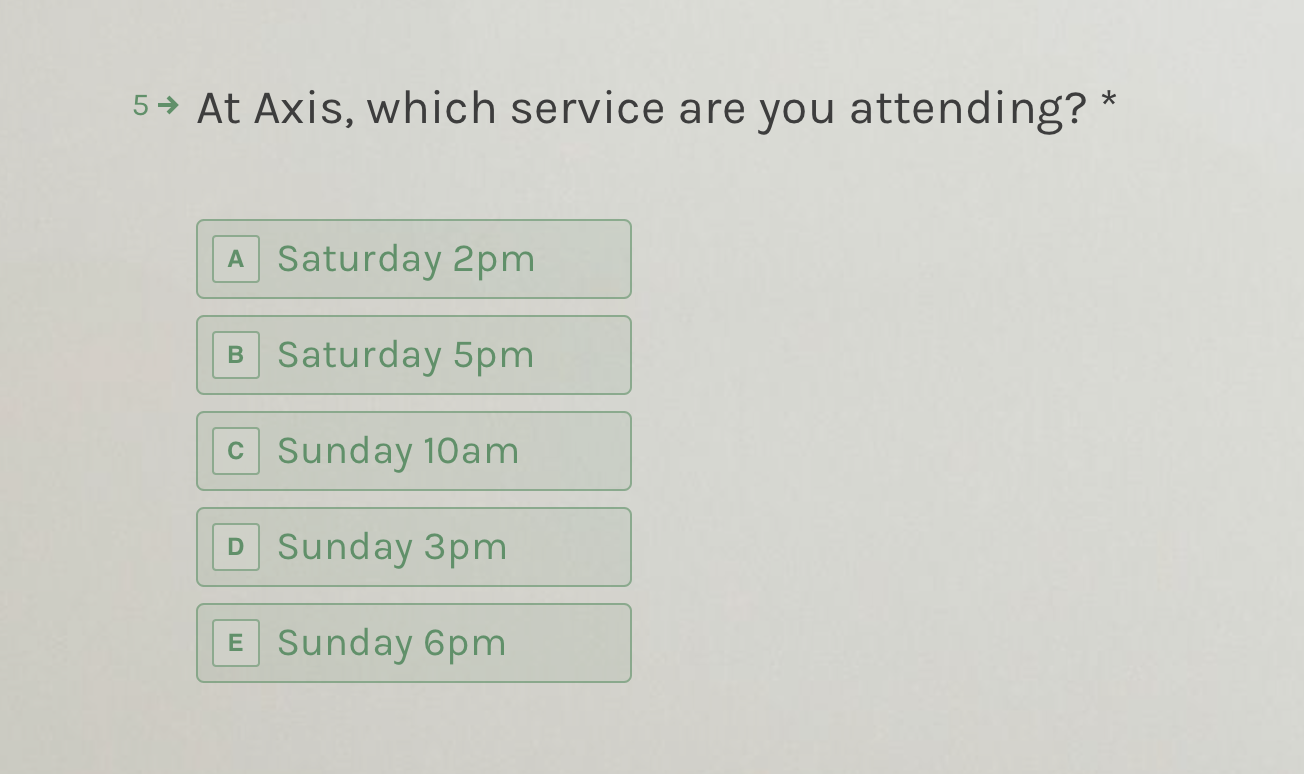 5 → At Axis, which service are you attending? *
A Saturday 2pm
B Saturday 5pm
C Sunday 10am
D Sunday 3pm
E Sunday 6pm